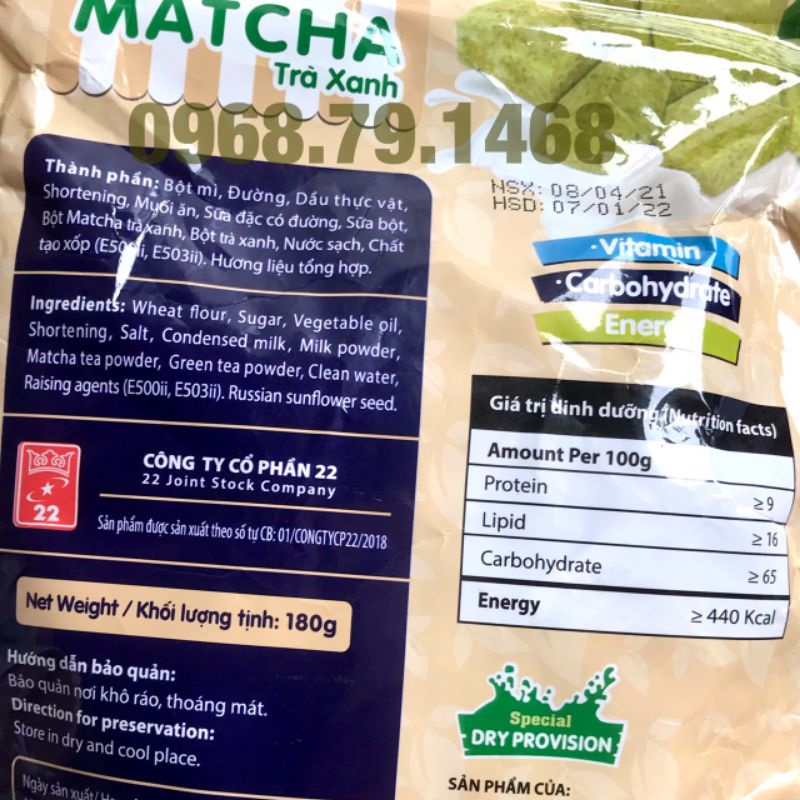 MATCHA
Trà Xanh
0968.79.1468
Thành phần: Bột mì, Đường, Dầu thực vật,
Shortening, Muối ăn, Sữa đặc có đường, Sữa bột,
Bột Matcha trà xanh, Bột trà xanh, Nước sạch, Chất
tạo xốp (E500ii, E503ii). Hương liệu tổng hợp.
Ingredients: Wheat flour, Sugar, Vegetable oil,
Shortening, Salt, Condensed milk, Milk powder,
Matcha tea powder, Green tea powder, Clean water,
Raising agents (E500ii, E503ii). Russian sunflower seed.
22
CÔNG TY CỔ PHẦN 22
22 Joint Stock Company
Sản phẩm được sản xuất theo số tự CB: 01/CONGTYCP22/2018
Net Weight / Khối lượng tịnh: 180g
Hướng dẫn bảo quản:
Bảo quản nơi khô ráo, thoáng mát.
Direction for preservation:
Store in dry and cool place.
Ngày sản xuất/
NSX: 08/04/21
HSD: 07/01/22
·Vitamin
·Carbohydrate
Giá trị dinh dưỡng (Nutrition facts)
Amount Per 100g
Protein ≥ 9
Lipid ≥ 16
Carbohydrate ≥ 65
Energy ≥ 440 Kcal
Special
DRY PROVISION
SẢN PHẨM CỦA: